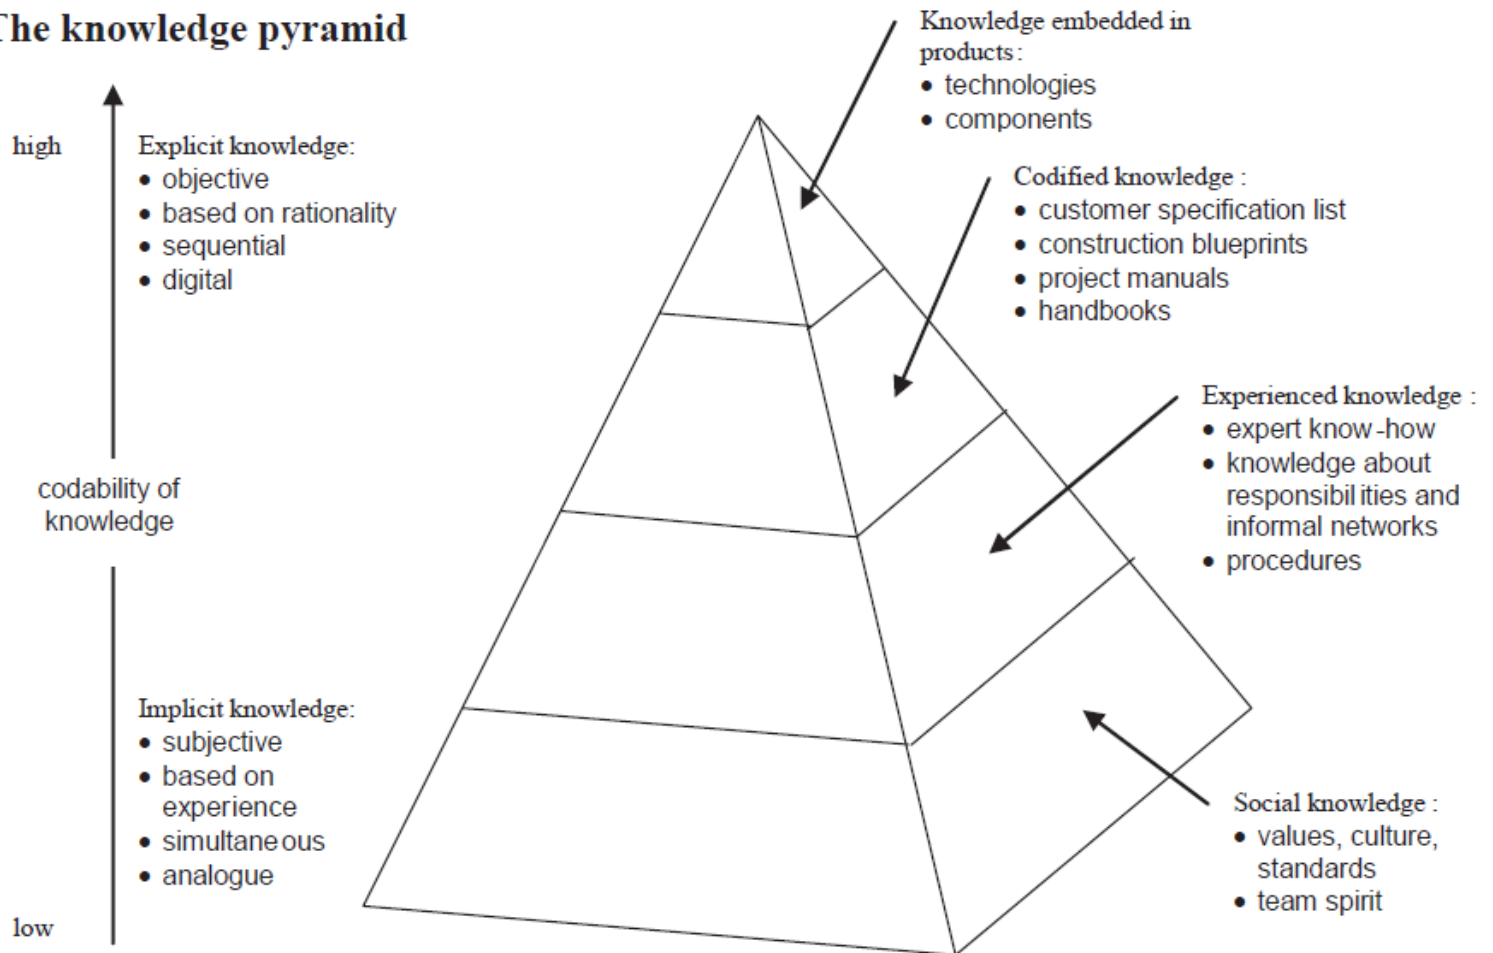 The knowledge pyramid
high
Explicit knowledge:
• objective
• based on rationality
• sequential
• digital
codability of
knowledge
Implicit knowledge:
• subjective
• based on
experience
• simultaneous
• analogue
low
Knowledge embedded in
products:
• technologies
• components
Codified knowledge :
• customer specification list
• construction blueprints
• project manuals
• handbooks
Experienced knowledge :
• expert know-how
• knowledge about
responsibilities and
informal networks
• procedures
Social knowledge :
• values, culture,
standards
• team spirit